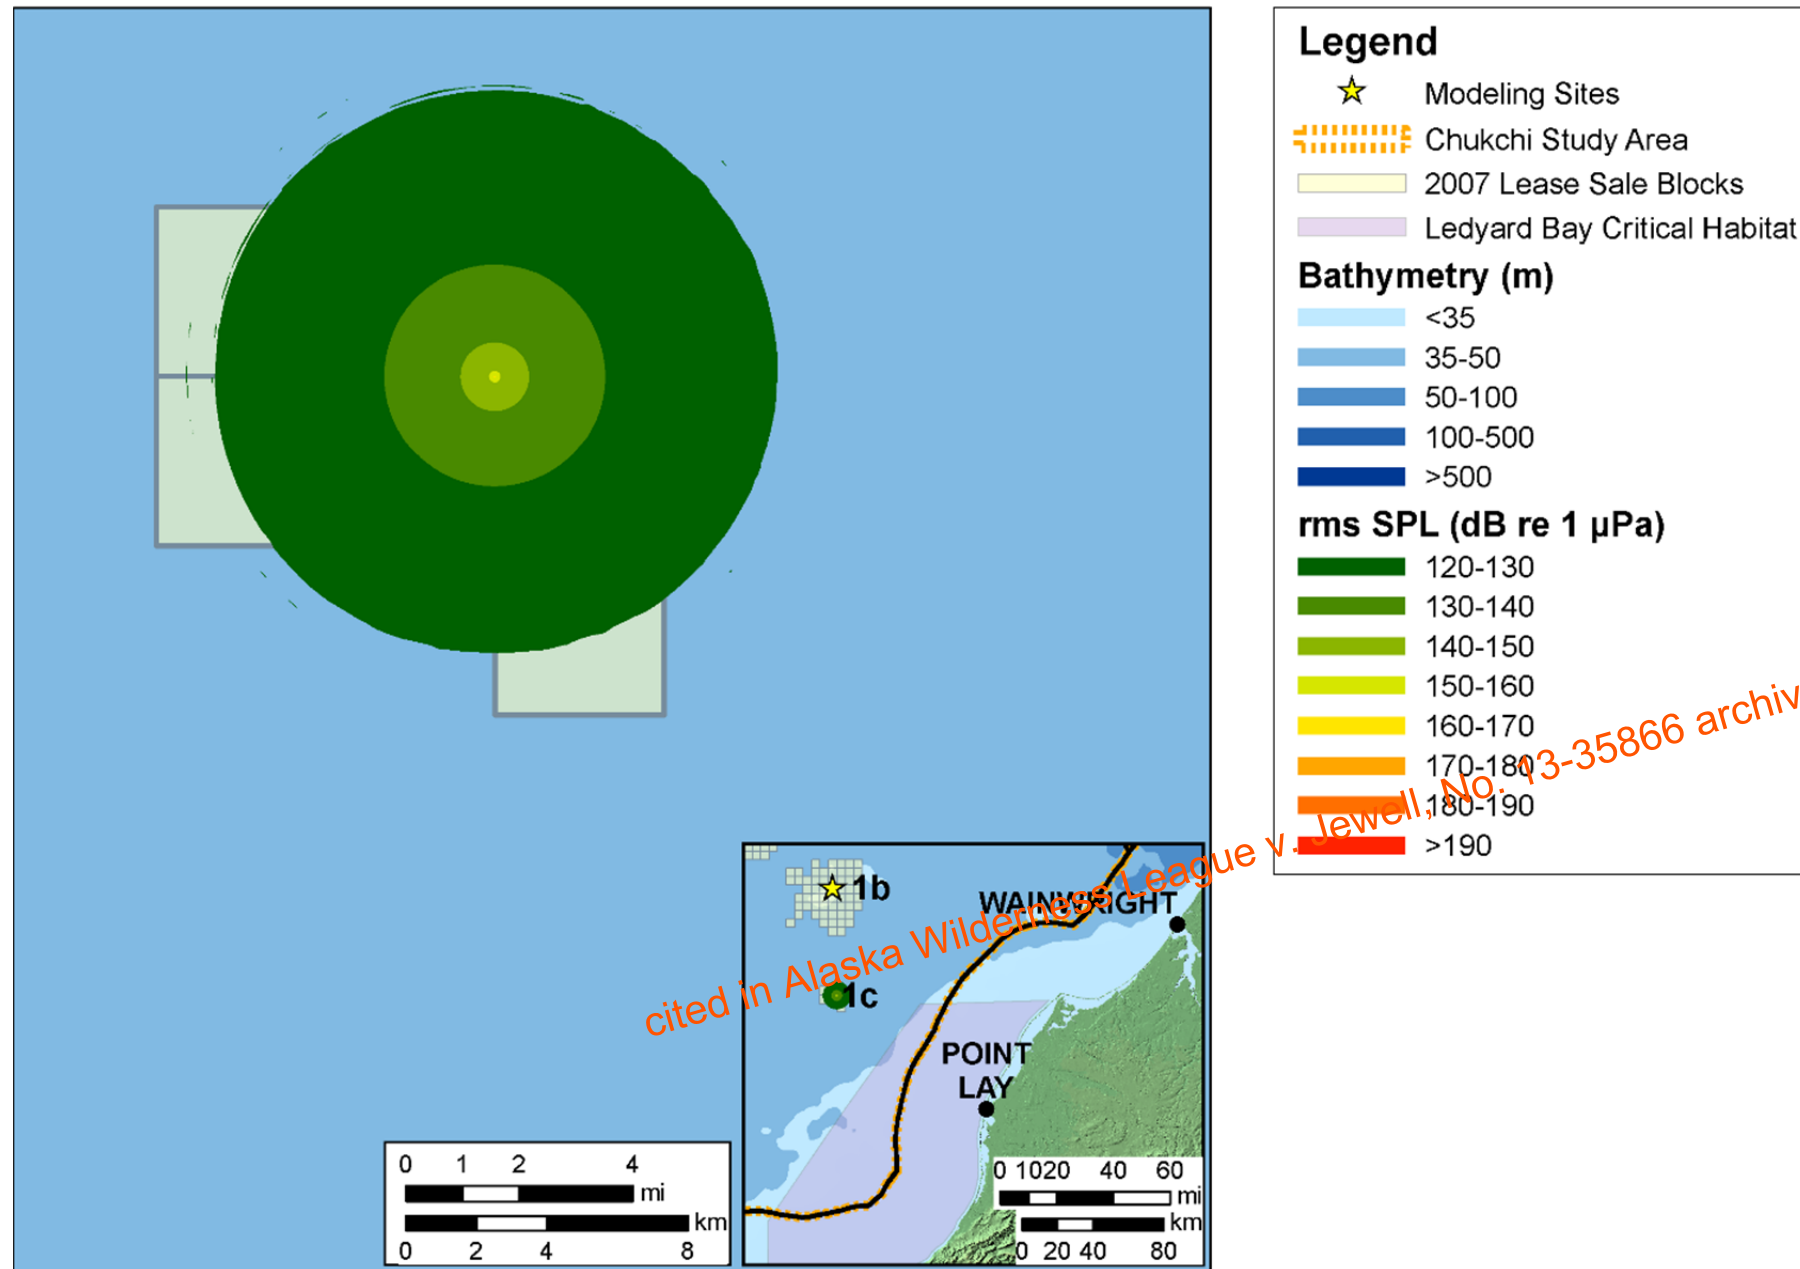 Legend
Modeling Sites
Chukchi Study Area
2007 Lease Sale Blocks
Ledyard Bay Critical Habitat
Bathymetry (m)
<35
35-50
50-100
100-500
>500
rms SPL (dB re 1 µPa)
120-130
130-140
140-150
150-160
160-170
170-180
180-190
>190
cited in Alaska Wilderness League v. Jewell, No. 13-35866 archiv
1b
WAINWRIGHT
1c
POINT
LAY
0 1 2 4
mi
km
0 2 4 8
0 10 20 40 60
mi
km
0 20 40 80